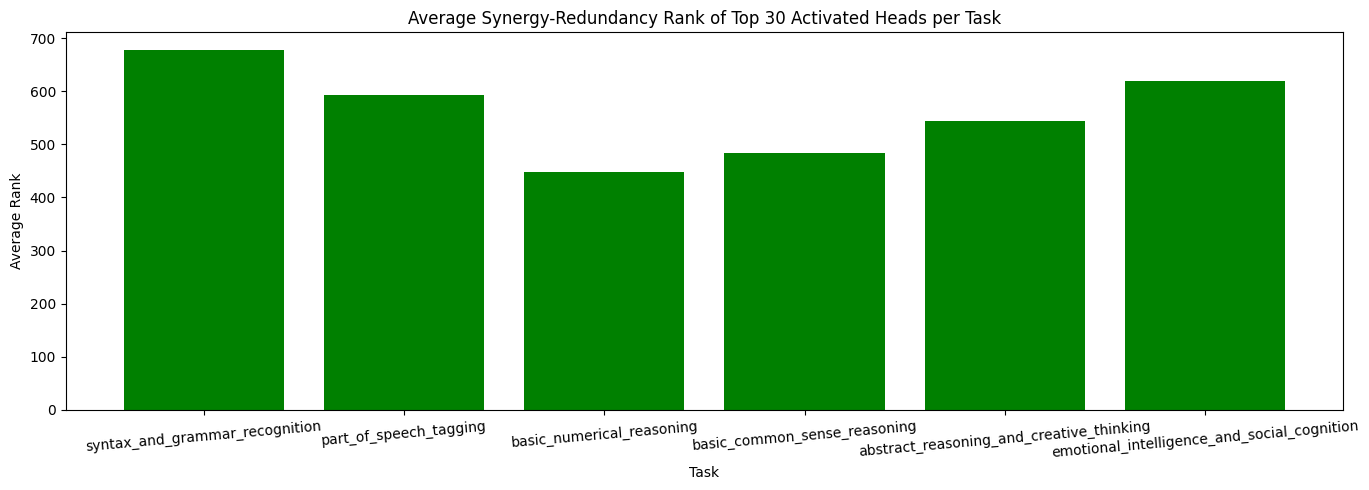 Average Synergy-Redundancy Rank of Top 30 Activated Heads per Task
Average Rank
700
600
500
400
300
200
100
0
syntax_and_grammar_recognition
part_of_speech_tagging
basic_numerical_reasoning
basic_common_sense_reasoning
abstract_reasoning_and_creative_thinking
emotional_intelligence_and_social_cognition
Task